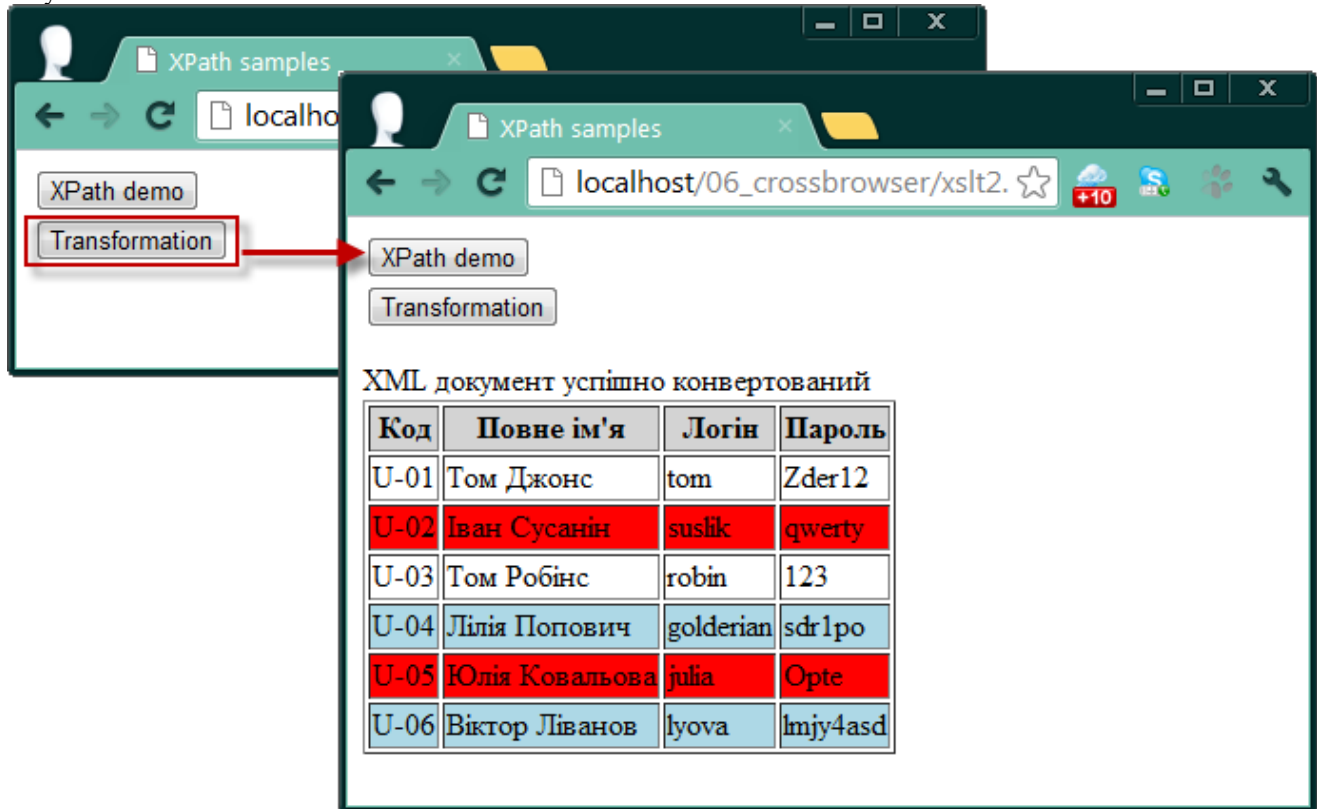 XPath samples
localho
XPath demo
Transformation
XPath samples
localhost/06_crossbrowser/xslt2.
+10
XPath demo
Transformation
XML документ успішно конвертований
Код Повне ім'я Логін Пароль
U-01 Том Джонс tom Zder12
U-02 Іван Сусанін suslik qwerty
U-03 Том Робінс robin 123
U-04 Лілія Попович golderian sdr1po
U-05 Юлія Ковальова julia Opte
U-06 Віктор Ліванов lyova lmjy4asd